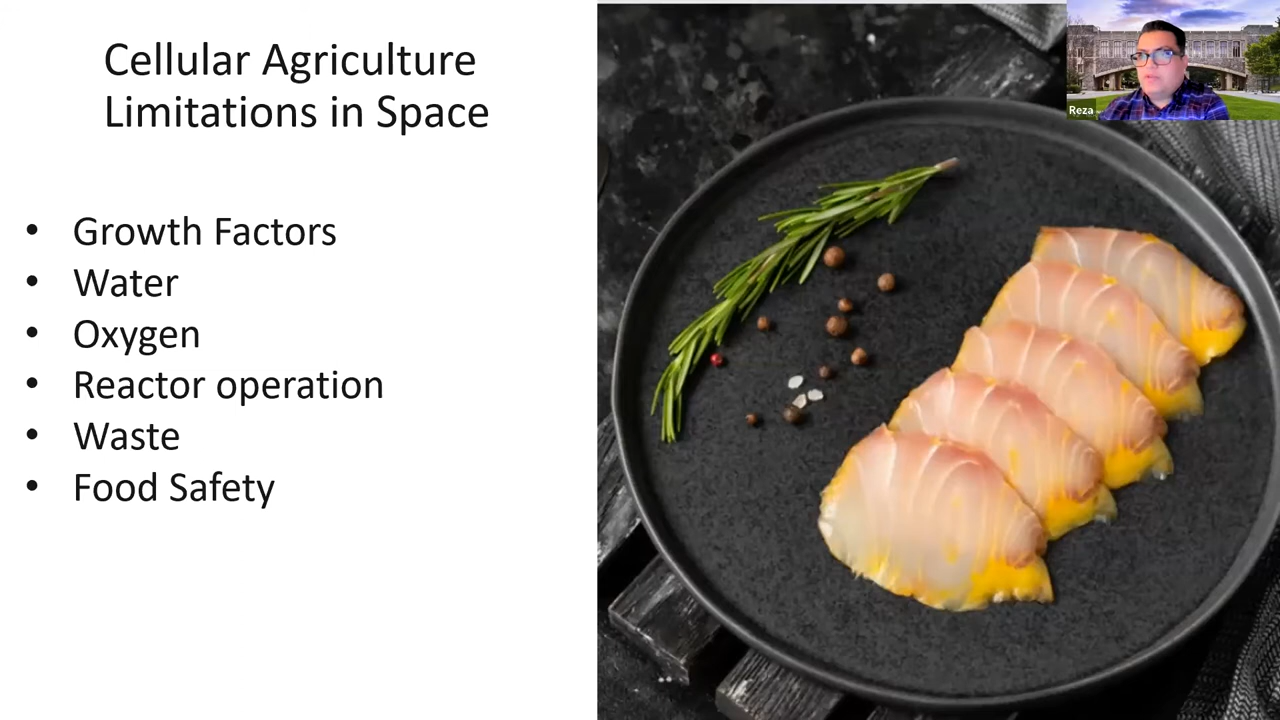 Cellular Agriculture
Limitations in Space
• Growth Factors
• Water
• Oxygen
• Reactor operation
• Waste
• Food Safety
Reza